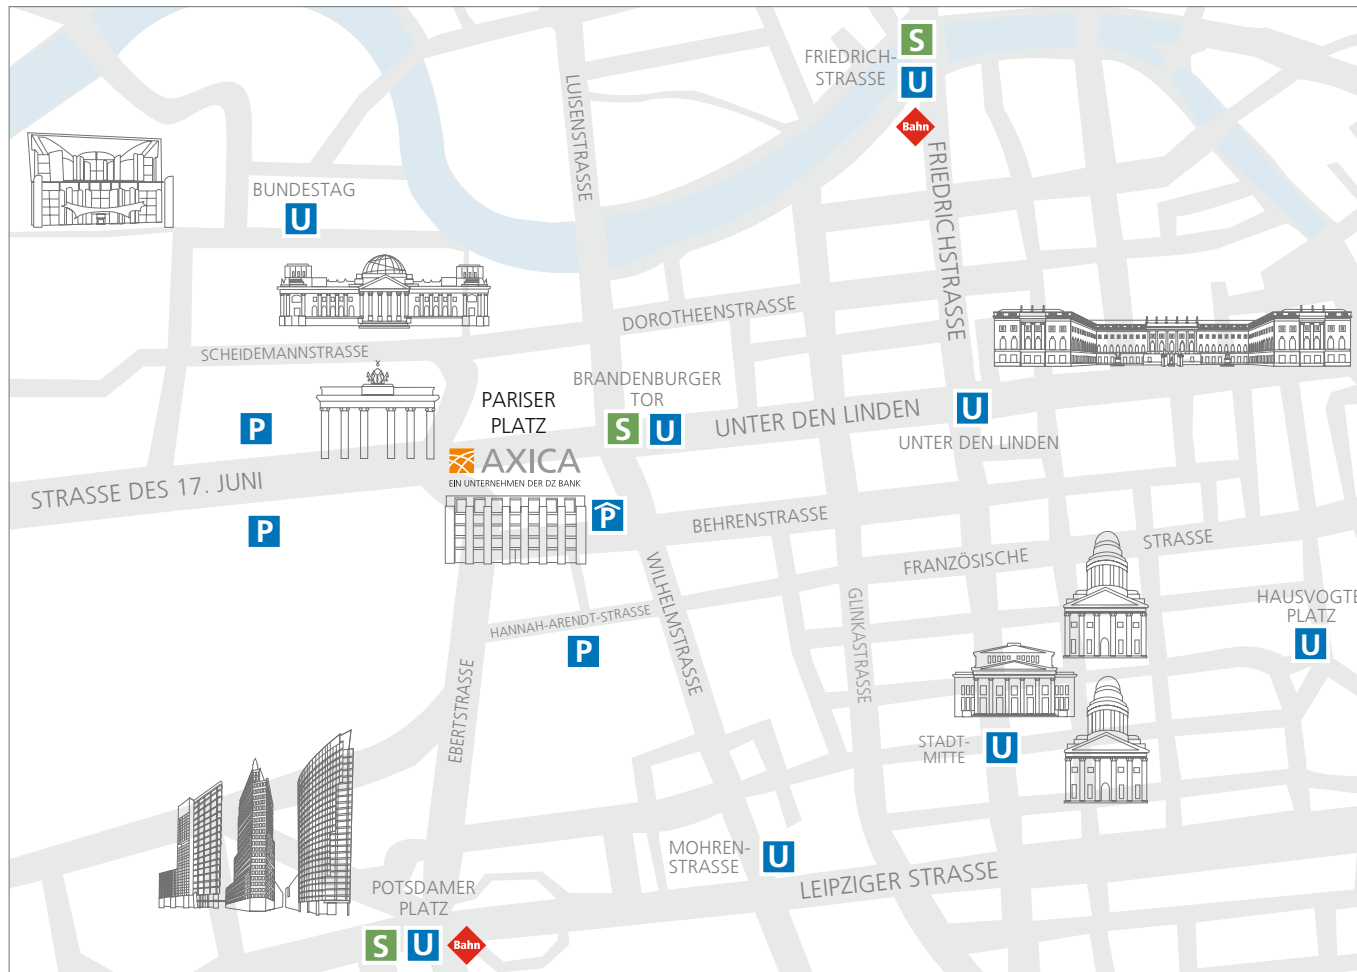 FRIEDRICH-
STRASSE
S
U
Bahn
LUISENSTRASSE
FRIEDRICHSTRASSE
BUNDESTAG
U
DOROTHEENSTRASSE
SCHEIDEMANNSTRASSE
BRANDENBURGER
TOR
S U
PARISER
PLATZ
AXICA
EIN UNTERNEHMEN DER DZ BANK
P
UNTER DEN LINDEN
U
UNTER DEN LINDEN
STRASSE DES 17. JUNI
P
P
BEHRENSTRASSE
FRANZÖSISCHE
STRASSE
WILHELMSTRASSE
GLINKASTRASSE
HAUSVOGTE
PLATZ
U
HANNAH-ARENDT-STRASSE
P
EBERTSTRASSE
STADT-
MITTE
U
MOHREN-
STRASSE
U
LEIPZIGER STRASSE
POTSDAMER
PLATZ
S U Bahn